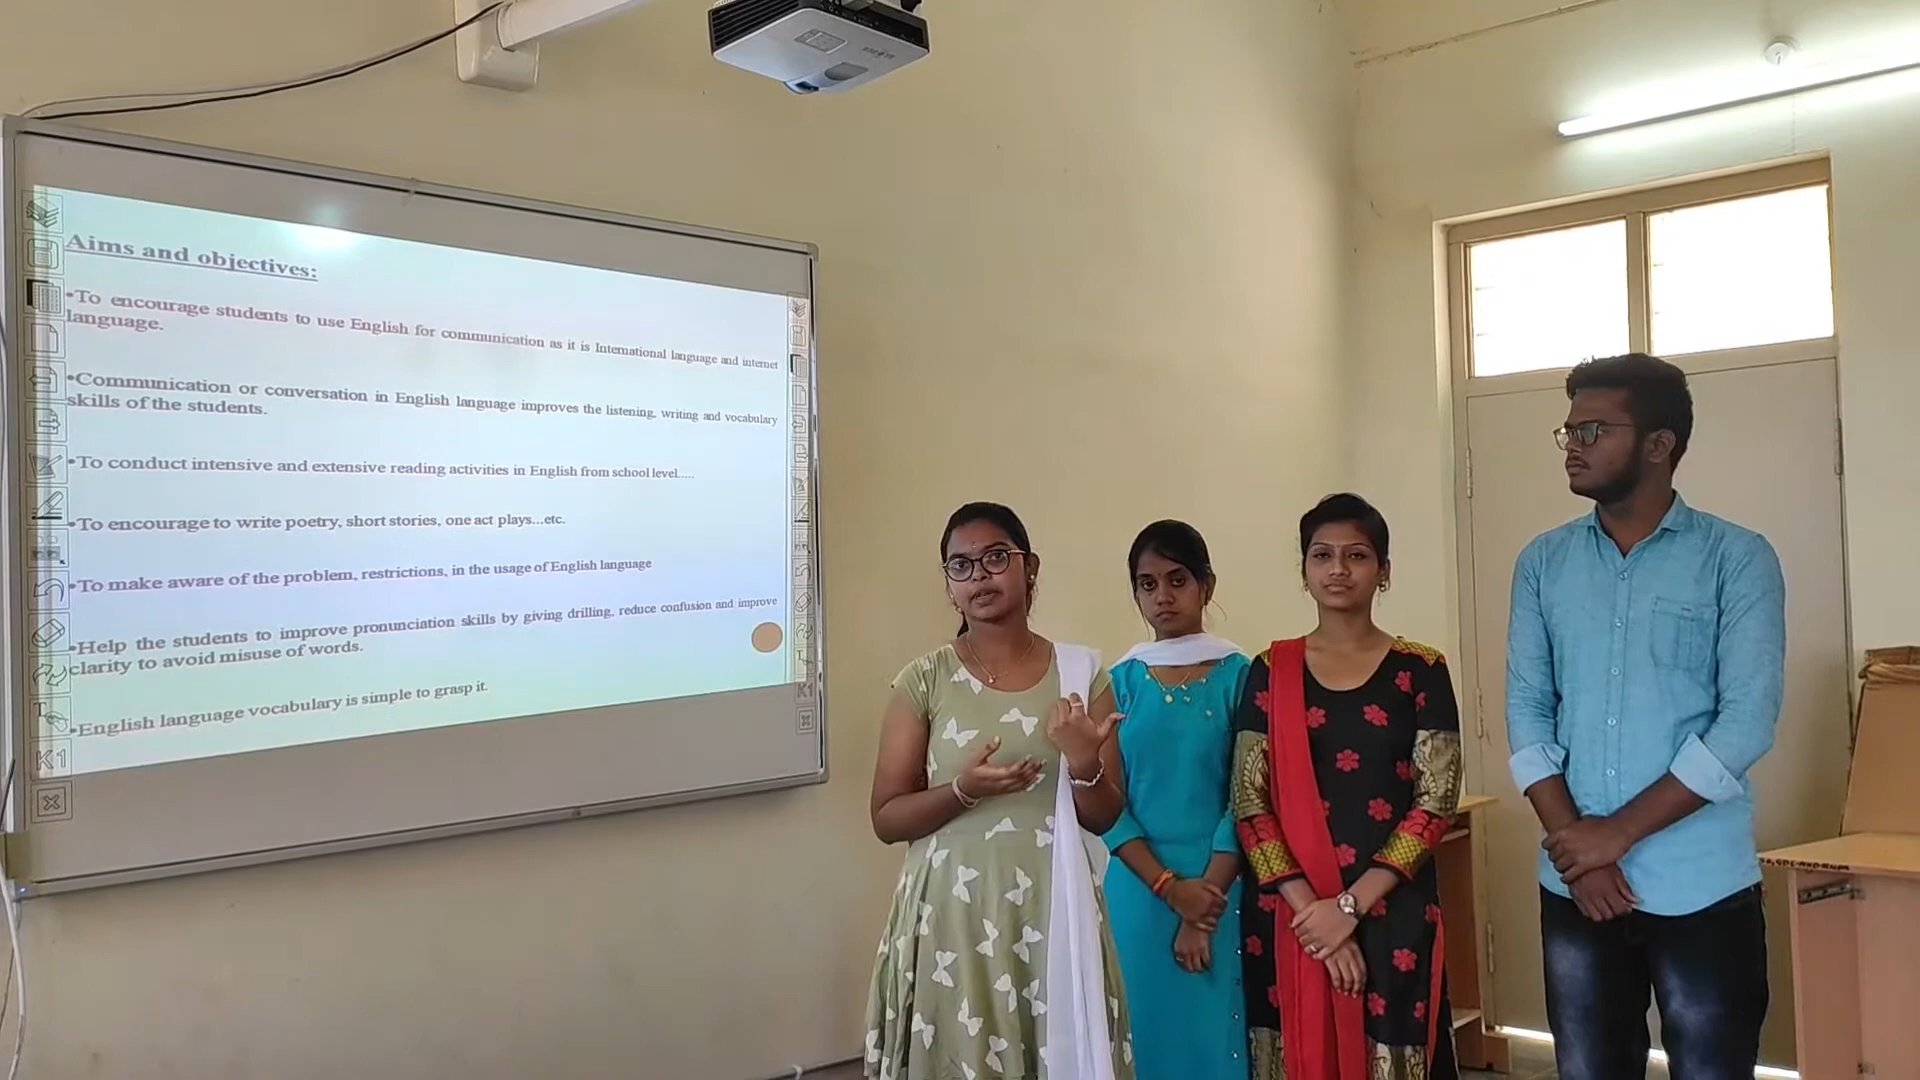 Aims and objectives:
•To encourage students to use English for communication as it is International language and internet
language.
•Communication or conversation in English language improves the listening, writing and vocabulary
skills of the students.
•To conduct intensive and extensive reading activities in English from school level.....
•To encourage to write poetry, short stories, one act plays...etc.
•To make aware of the problem, restrictions, in the usage of English language
•Help the students to improve pronunciation skills by giving drilling, reduce confusion and improve
clarity to avoid misuse of words.
•English language vocabulary is simple to grasp it.
K1
K1